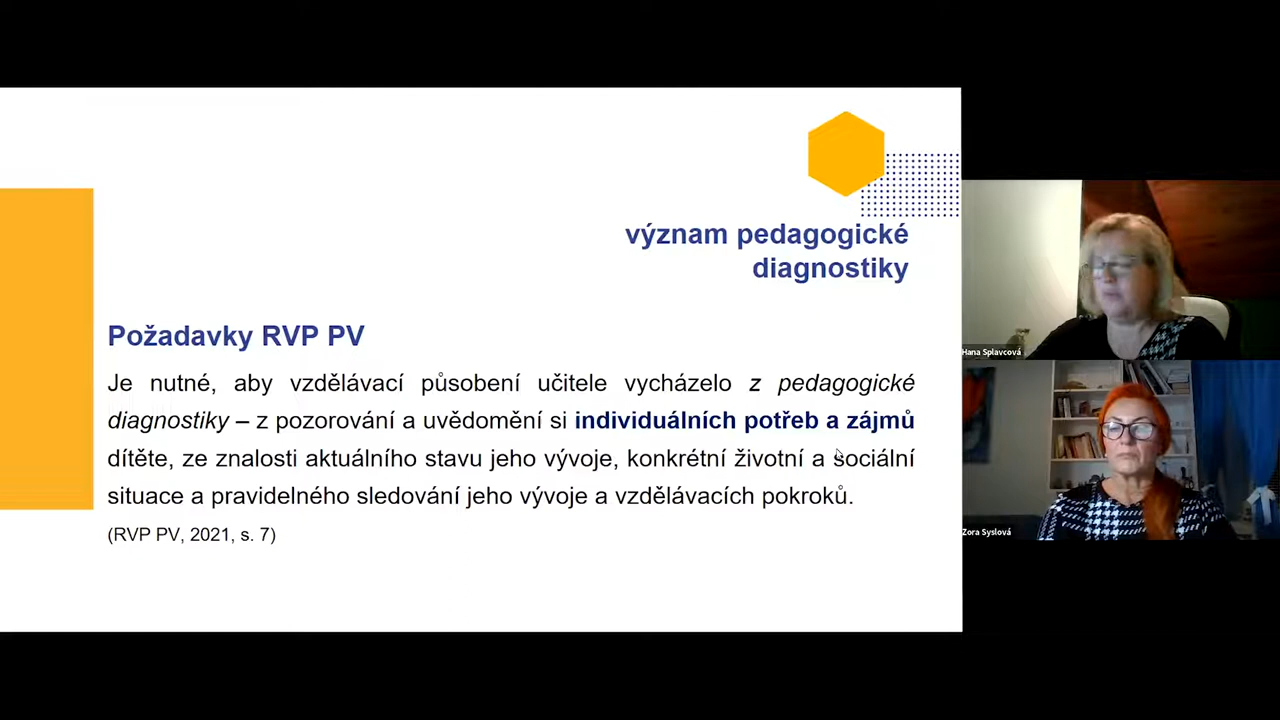 význam pedagogické
diagnostiky
Požadavky RVP PV
Je nutné, aby vzdělávací působení učitele vycházelo z pedagogické
diagnostiky – z pozorování a uvědomění si individuálních potřeb a zájmů
dítěte, ze znalosti aktuálního stavu jeho vývoje, konkrétní životní a sociální
situace a pravidelného sledování jeho vývoje a vzdělávacích pokroků.
(RVP PV, 2021, s. 7)
Hana Splavcová
Zora Syslová